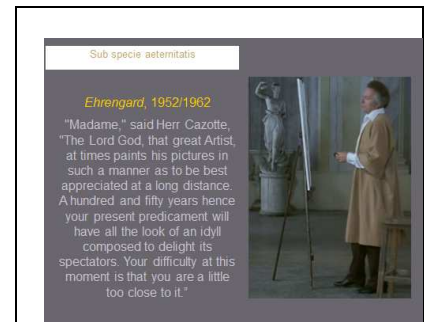 Sub specie aeternitatis
Ehrengard, 1952/1962
"Madame," said Herr Cazotte,
"The Lord God, that great Artist,
at times paints his pictures in
such a manner as to be best
appreciated at a long distance.
A hundred and fifty years hence
your present predicament will
have all the look of an idyll
composed to delight its
spectators. Your difficulty at this
moment is that you are a little
too close to it."